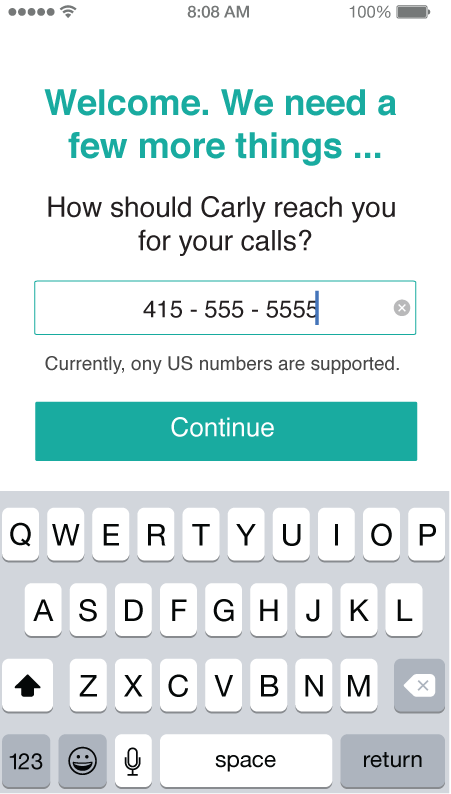 8:08 AM 100%
Welcome. We need a
few more things ...
How should Carly reach you
for your calls?
415 - 555 - 5555
Currently, ony US numbers are supported.
Continue
Q W E R T Y U I O P
A S D F G H J K L
Z X C V B N M
123 space return